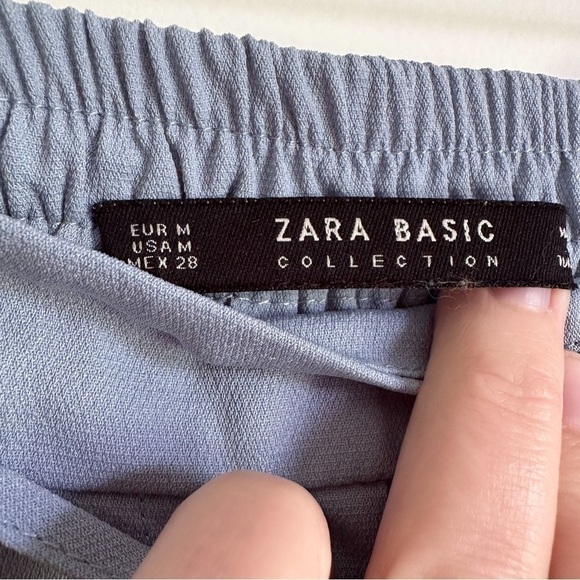 EUR M
USA M
MEX 28
ZARA BASIC
COLLECTION